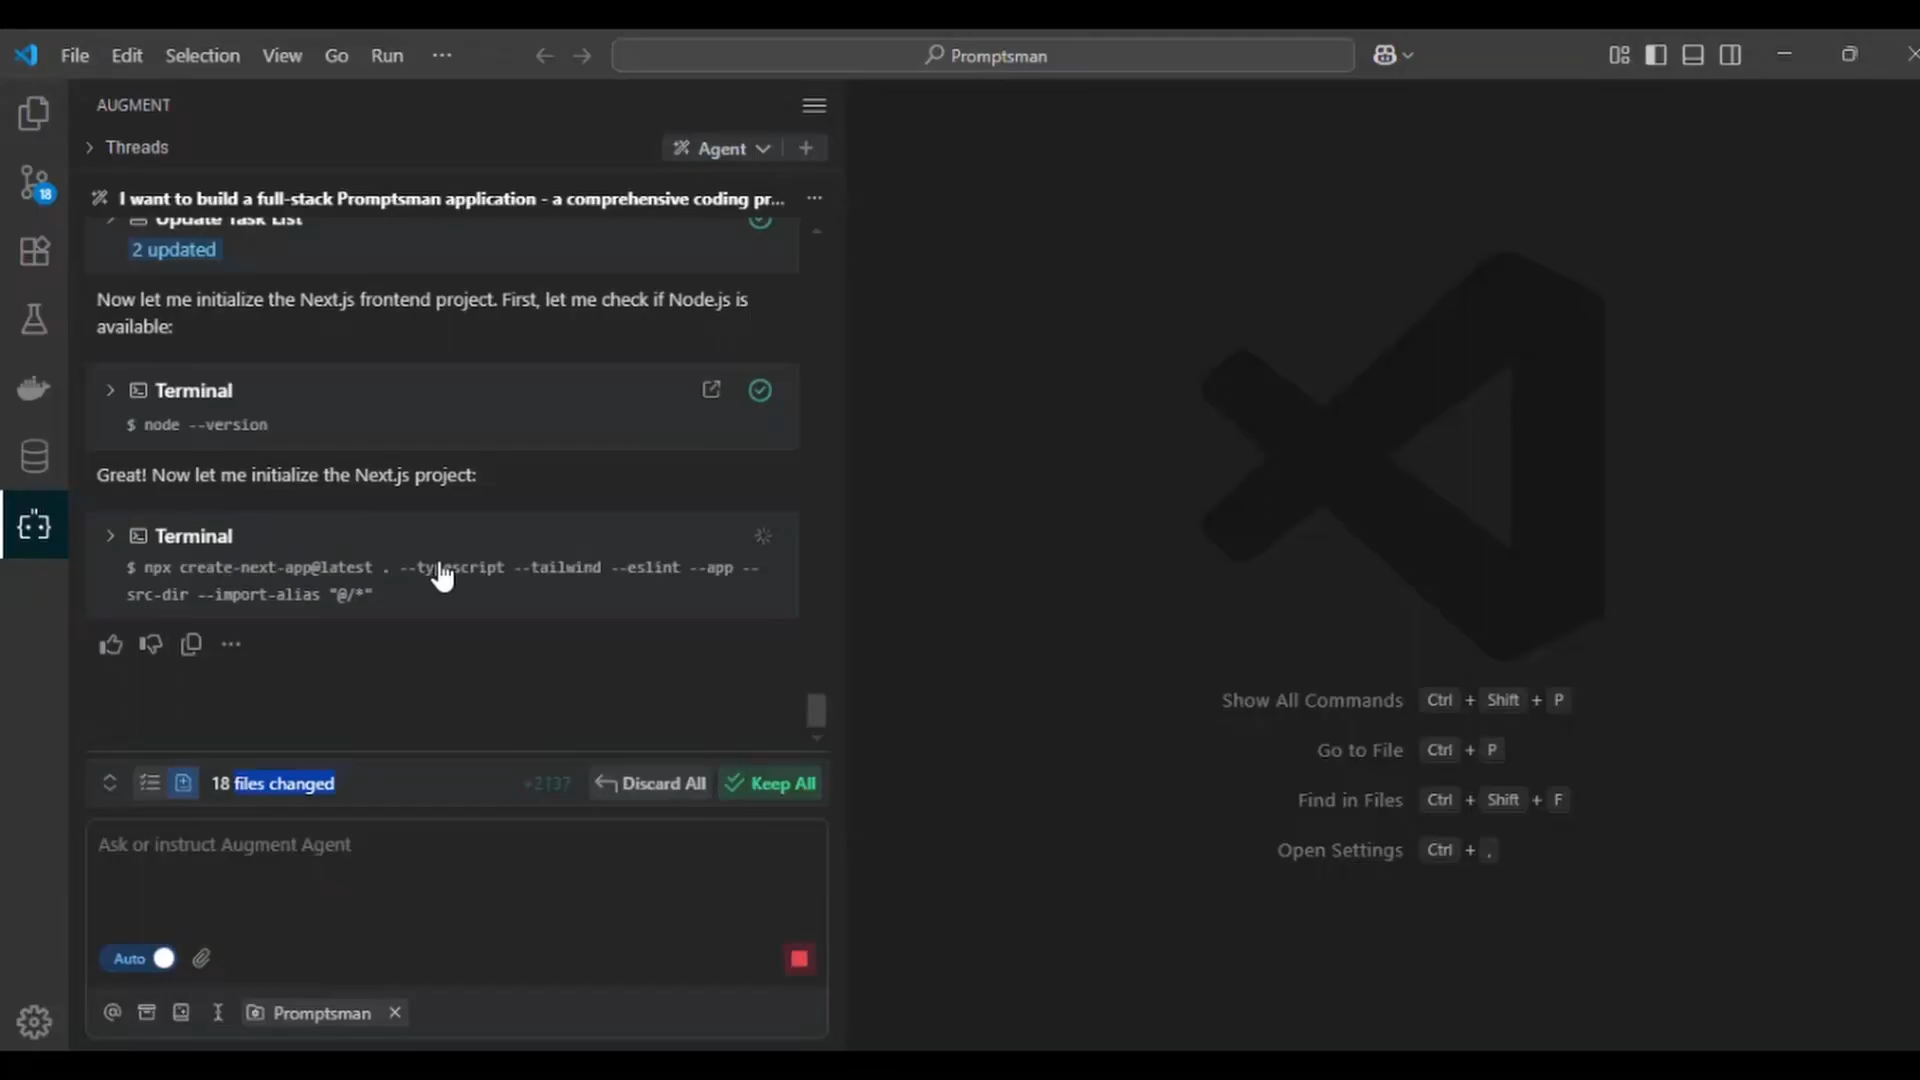 File Edit Selection View Go Run ···
Promptsman
AUGMENT
Threads
Agent
18
I want to build a full-stack Promptsman application - a comprehensive coding pr...
Update Task List
2 updated
Now let me initialize the Next.js frontend project. First, let me check if Node.js is
available:
Terminal
$ node --version
Great! Now let me initialize the Next.js project:
Terminal
$ npx create-next-app@latest . --typescript --tailwind --eslint --app --
src-dir --import-alias "@/*"
18 files changed
Discard All
Keep All
Ask or instruct Augment Agent
Auto
Promptsman
Show All Commands Ctrl + Shift + P
Go to File Ctrl + P
Find in Files Ctrl + Shift + F
Open Settings Ctrl + ,